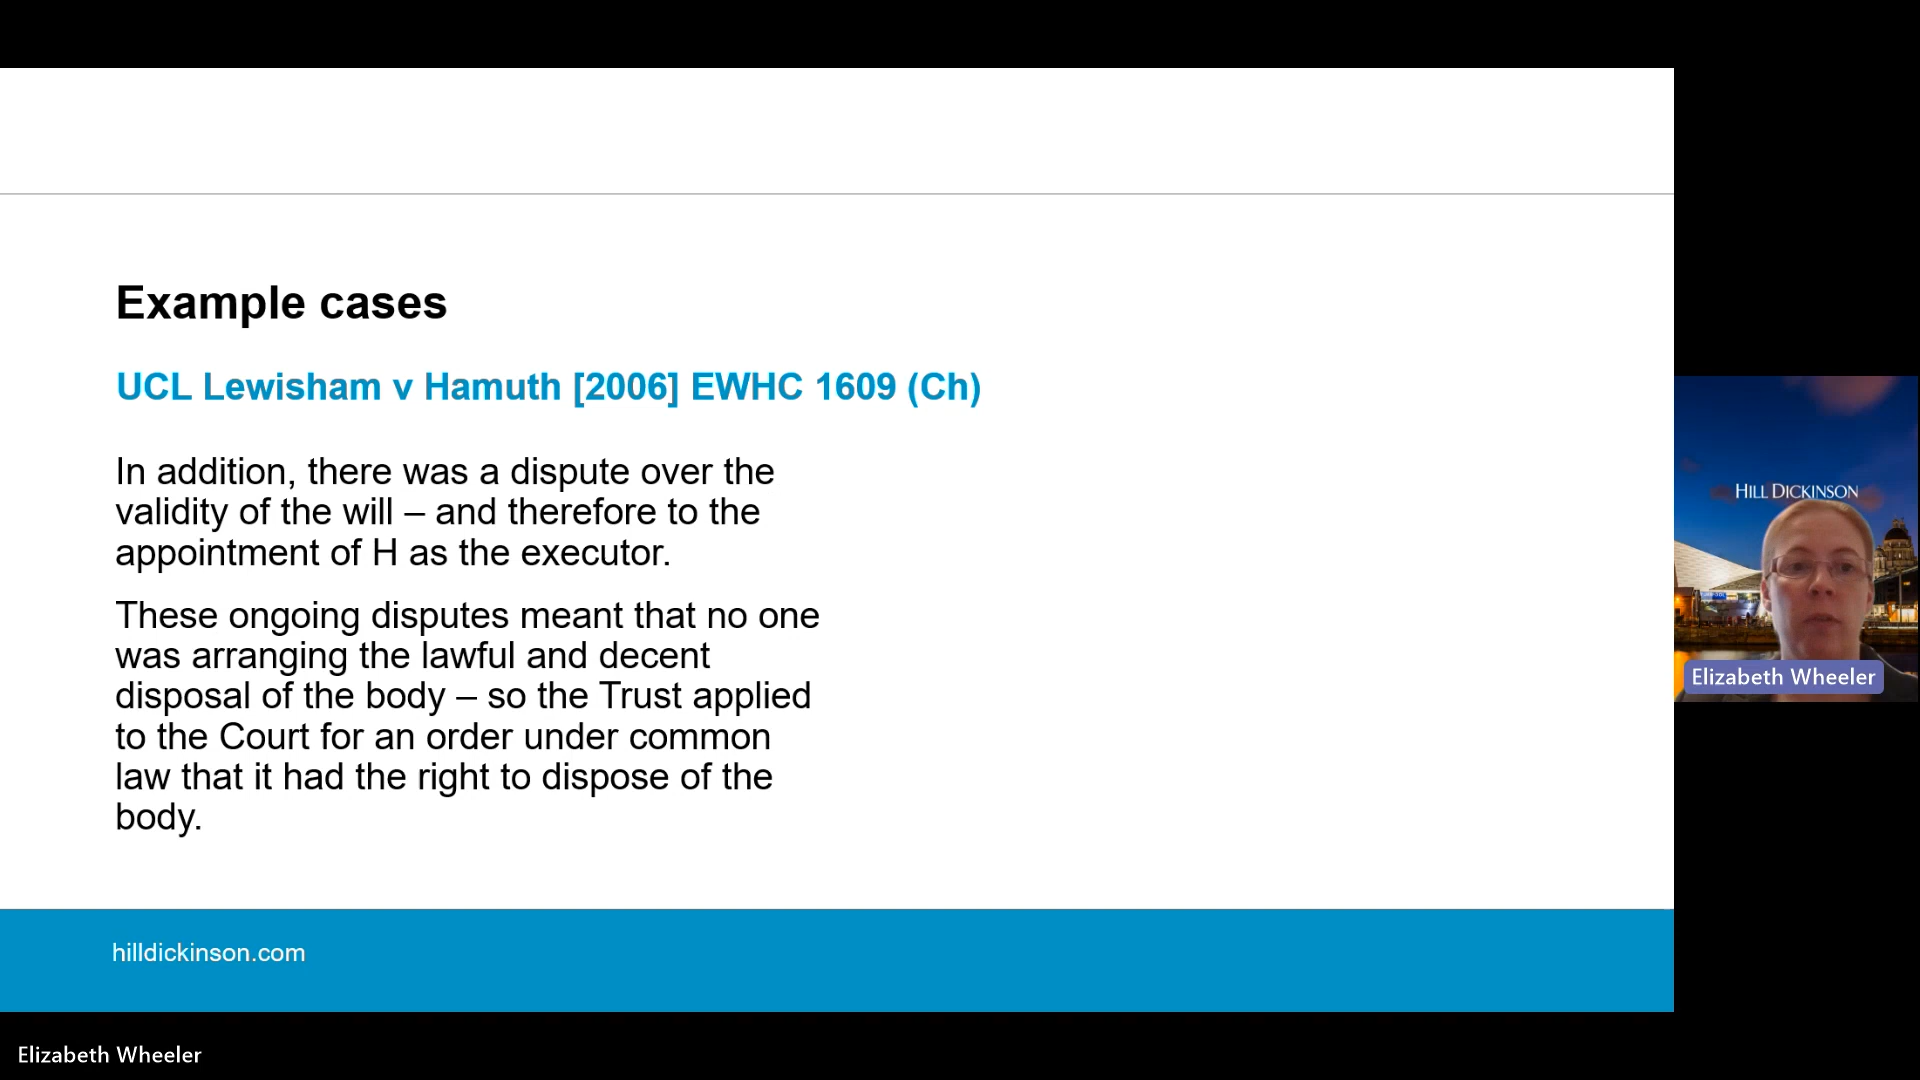 Example cases
UCL Lewisham v Hamuth [2006] EWHC 1609 (Ch)
In addition, there was a dispute over the
validity of the will – and therefore to the
appointment of H as the executor.
These ongoing disputes meant that no one
was arranging the lawful and decent
disposal of the body – so the Trust applied
to the Court for an order under common
law that it had the right to dispose of the
body.
hilldickinson.com
HILL DICKINSON
Elizabeth Wheeler
Elizabeth Wheeler